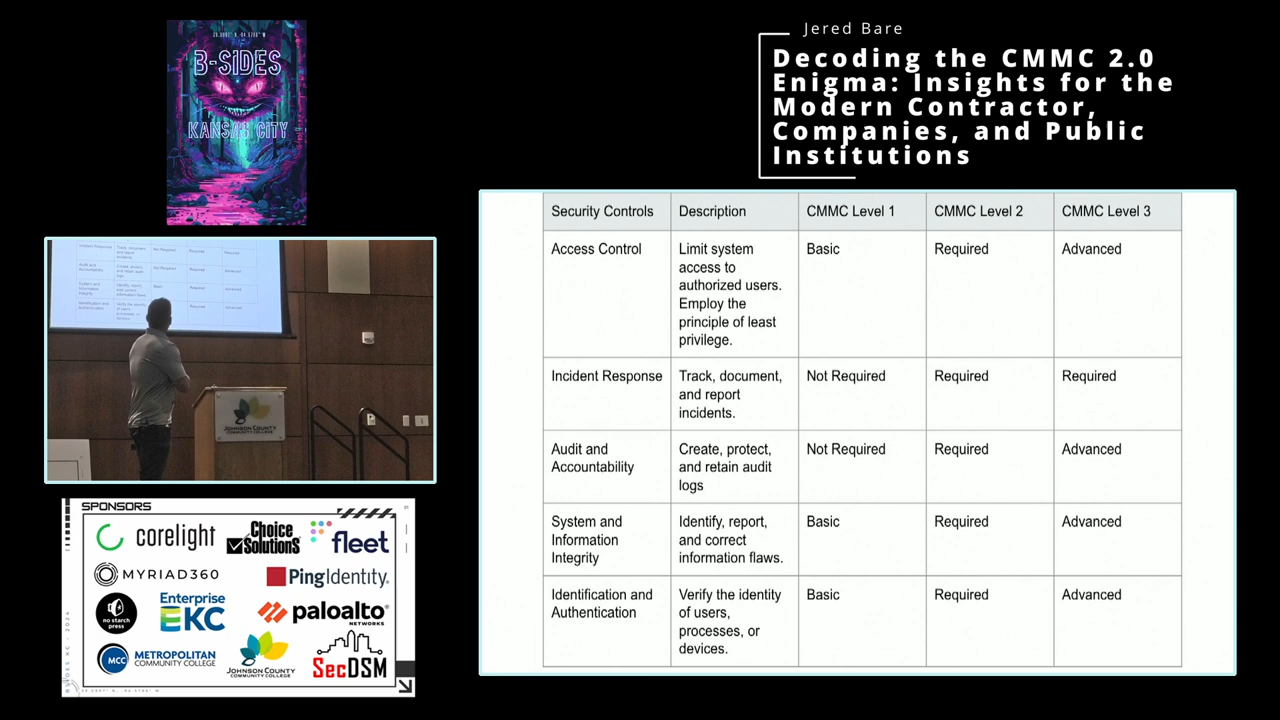 B-SIDES
KANSAS CITY
Jered Bare
Decoding the CMMC 2.0
Enigma: Insights for the
Modern Contractor,
Companies, and Public
Institutions
Security Controls
Description
CMMC Level 1
CMMC Level 2
CMMC Level 3
Access Control
Limit system
access to
authorized users.
Employ the
principle of least
privilege.
Basic
Required
Advanced
Incident Response
Track, document,
and report
incidents.
Not Required
Required
Required
Audit and
Accountability
Create, protect,
and retain audit
logs
Not Required
Required
Advanced
System and
Information
Integrity
Identify, report,
and correct
information flaws.
Basic
Required
Advanced
Identification and
Authentication
Verify the identity
of users,
processes, or
devices.
Basic
Required
Advanced
JOHNSON COUNTY
COMMUNITY COLLEGE
SPONSORS
corelight
Choice
Solutions
fleet
MYRIAD360
PingIdentity.
no starch
press
Enterprise
KC
paloalto
NETWORKS
MCC
METROPOLITAN
COMMUNITY COLLEGE
JOHNSON COUNTY
COMMUNITY COLLEGE
SecDSM